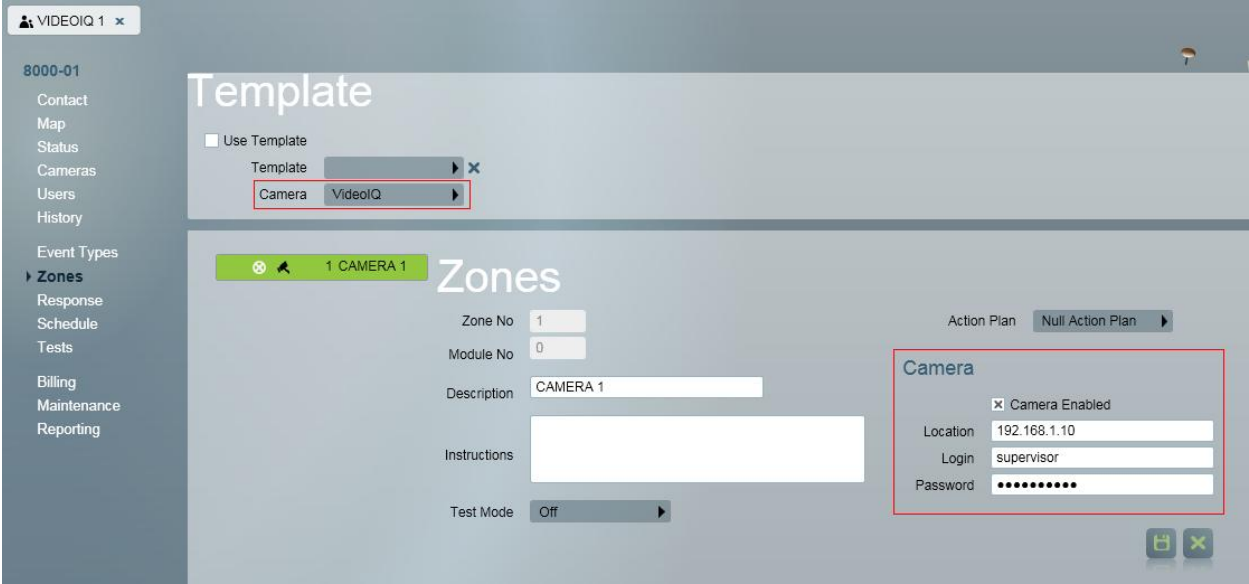 VIDEOIQ 1
8000-01
Contact
Map
Status
Cameras
Users
History
Event Types
Zones
Response
Schedule
Tests
Billing
Maintenance
Reporting
Template
Use Template
Template
Camera VideoIQ
1 CAMERA 1
Zones
Zone No 1
Module No 0
Description CAMERA 1
Instructions
Test Mode Off
Action Plan Null Action Plan
Camera
Camera Enabled
Location 192.168.1.10
Login supervisor
Password ••••••••••